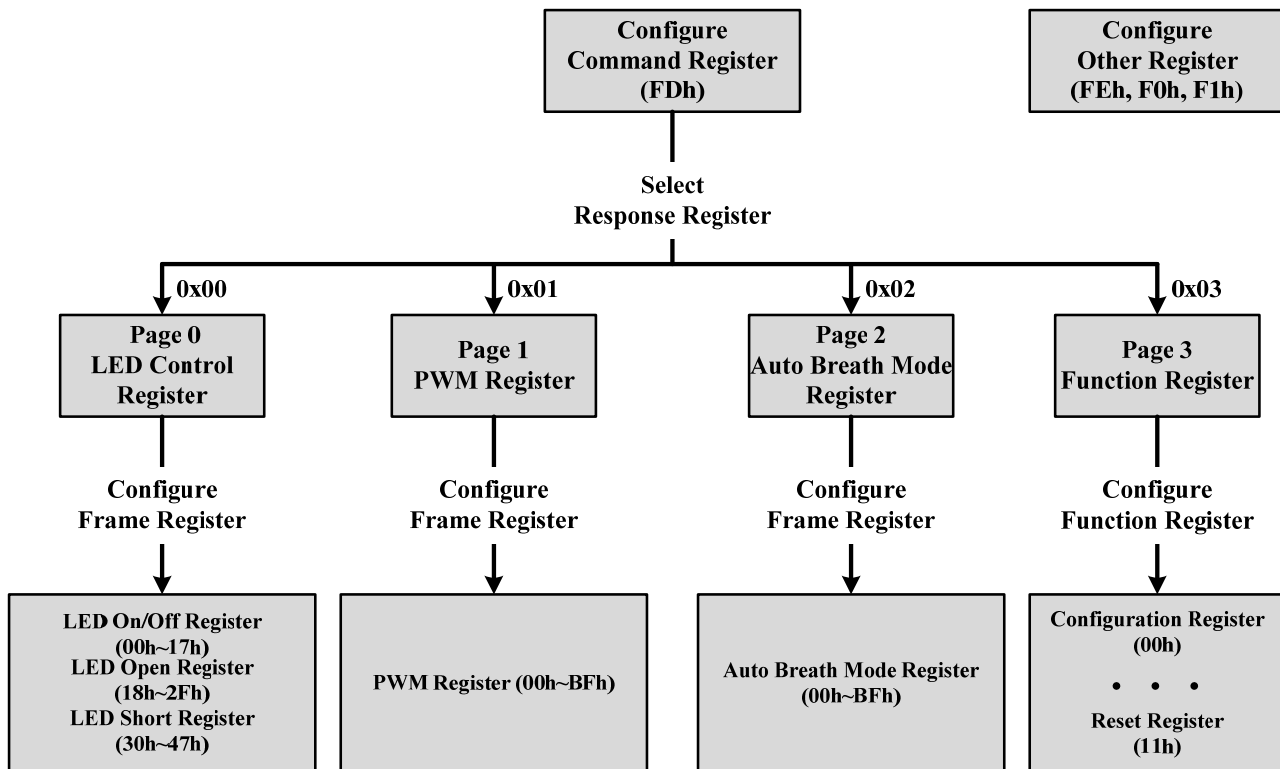 Configure
Command Register
(FDh)
Configure
Other Register
(FEh, F0h, F1h)
Select
Response Register
0x00
0x01
0x02
0x03
Page 0
LED Control
Register
Page 1
PWM Register
Page 2
Auto Breath Mode
Register
Page 3
Function Register
Configure
Frame Register
Configure
Frame Register
Configure
Frame Register
Configure
Function Register
LED On/Off Register
(00h~17h)
LED Open Register
(18h~2Fh)
LED Short Register
(30h~47h)
PWM Register (00h~BFh)
Auto Breath Mode Register
(00h~BFh)
Configuration Register
(00h)
• • •
Reset Register
(11h)